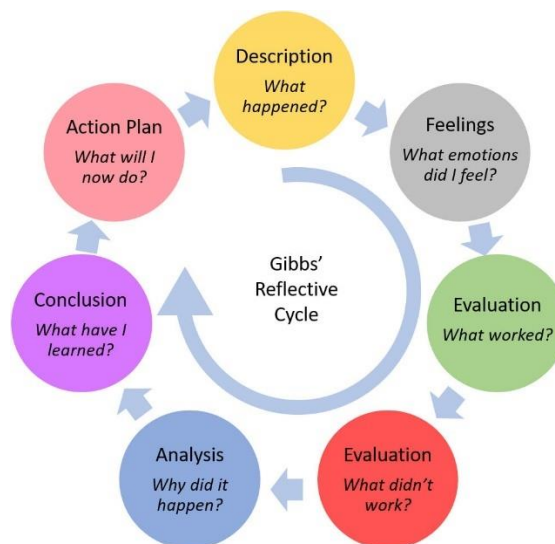 Description
What
happened?
Feelings
What emotions
did I feel?
Evaluation
What worked?
Evaluation
What didn't
work?
Analysis
Why did it
happen?
Conclusion
What have I
learned?
Action Plan
What will I
now do?
Gibbs'
Reflective
Cycle